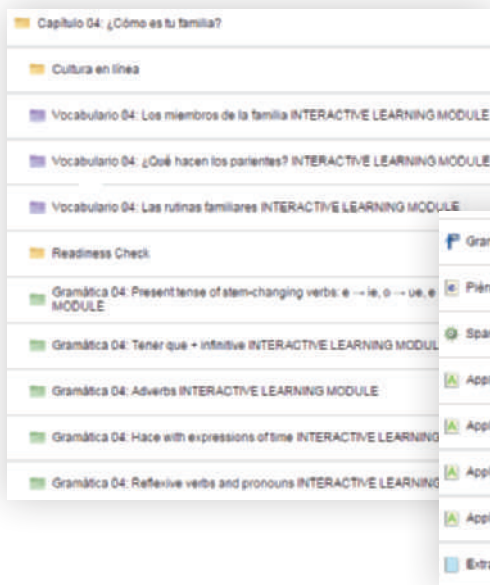 Capítulo 04: ¿Cómo es tu familia?
Cultura en línea
Vocabulario 04: Los miembros de la familia INTERACTIVE LEARNING MODULE
Vocabulario 04: ¿Qué hacen los parientes? INTERACTIVE LEARNING MODULE
Vocabulario 04: Las rutinas familiares INTERACTIVE LEARNING MODULE
Readiness Check
Gramática 04: Present tense of stem-changing verbs: e → ie, o → ue, e
MODULE
Gramática 04: Tener que + infinitive INTERACTIVE LEARNING MODUL
Gramática 04: Adverbs INTERACTIVE LEARNING MODULE
Gramática 04: Hace with expressions of time INTERACTIVE LEARNING
Gramática 04: Reflexive verbs and pronouns INTERACTIVE LEARNING
Gram
Spa
Appl
Appl
Appl
Appl
Extra